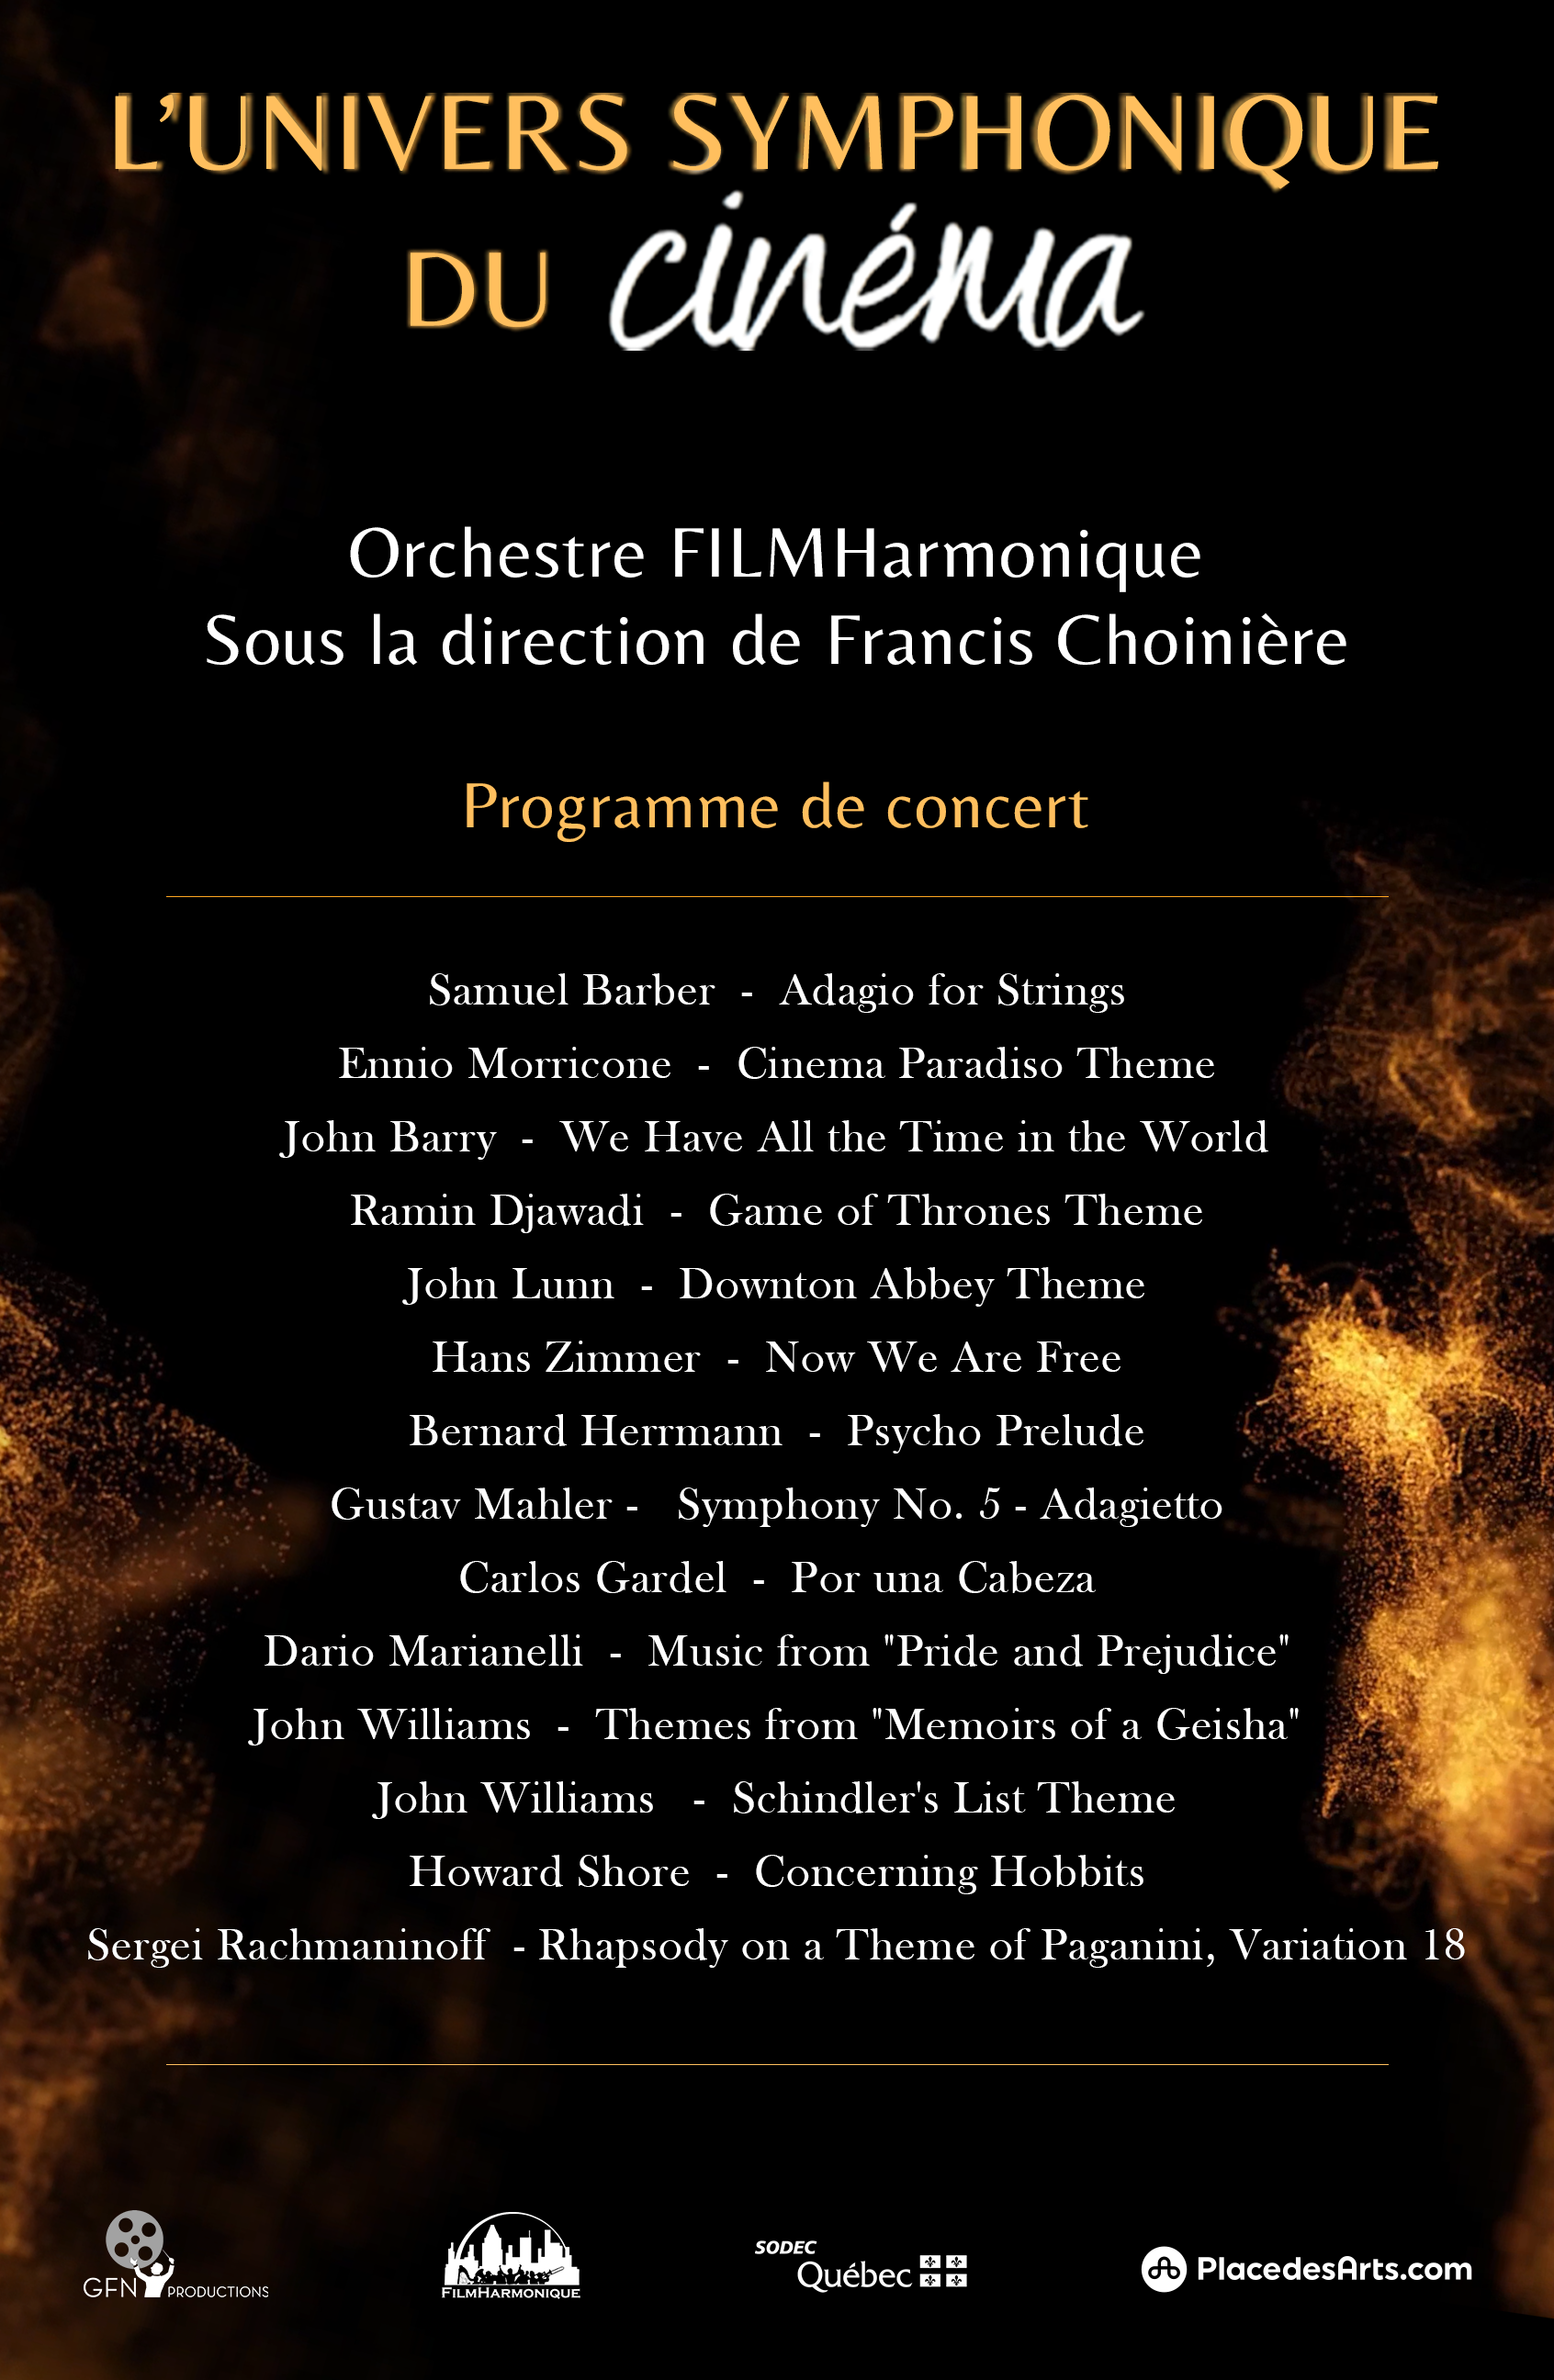 L'UNIVERS SYMPHONIQUE
DU cinéma
Orchestre FILMHarmonique
Sous la direction de Francis Choinière
Programme de concert
Samuel Barber - Adagio for Strings
Ennio Morricone - Cinema Paradiso Theme
John Barry - We Have All the Time in the World
Ramin Djawadi - Game of Thrones Theme
John Lunn - Downton Abbey Theme
Hans Zimmer - Now We Are Free
Bernard Herrmann - Psycho Prelude
Gustav Mahler - Symphony No. 5 - Adagietto
Carlos Gardel - Por una Cabeza
Dario Marianelli - Music from "Pride and Prejudice"
John Williams - Themes from "Memoirs of a Geisha"
John Williams - Schindler's List Theme
Howard Shore - Concerning Hobbits
Sergei Rachmaninoff - Rhapsody on a Theme of Paganini, Variation 18
GFN PRODUCTIONS
FILMHARMONIQUE
SODEC
Québec
PlacedesArts.com